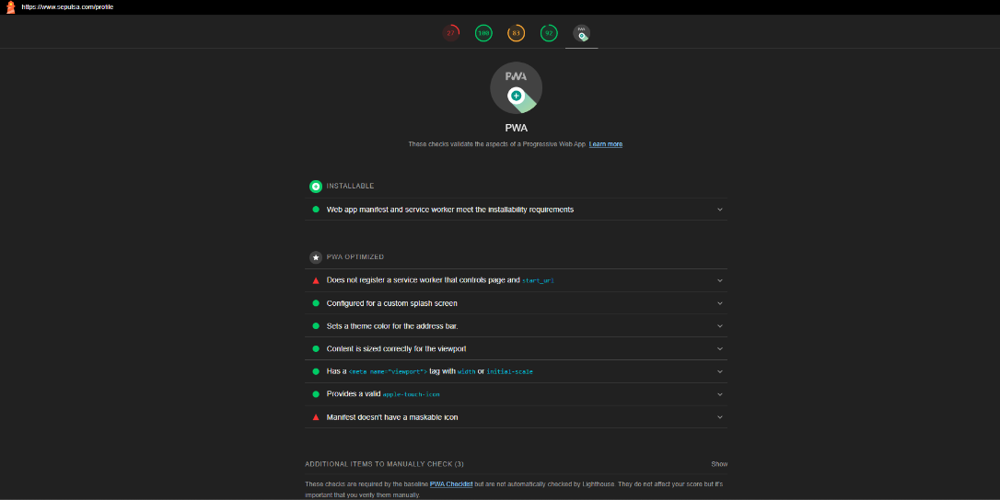 https://www.sepulsa.com/profile
27 100 83 92 PWA
PWA
PWA
These checks validate the aspects of a Progressive Web App. Learn more.
INSTALLABLE
Web app manifest and service worker meet the installability requirements
PWA OPTIMIZED
Does not register a service worker that controls page and start_url
Configured for a custom splash screen
Sets a theme color for the address bar.
Content is sized correctly for the viewport
Has a <meta name="viewport"> tag with width or initial-scale
Provides a valid apple-touch-icon
Manifest doesn't have a maskable icon
ADDITIONAL ITEMS TO MANUALLY CHECK (3) Show
These checks are required by the baseline PWA Checklist but are not automatically checked by Lighthouse. They do not affect your score but it's
important that you verify them manually.